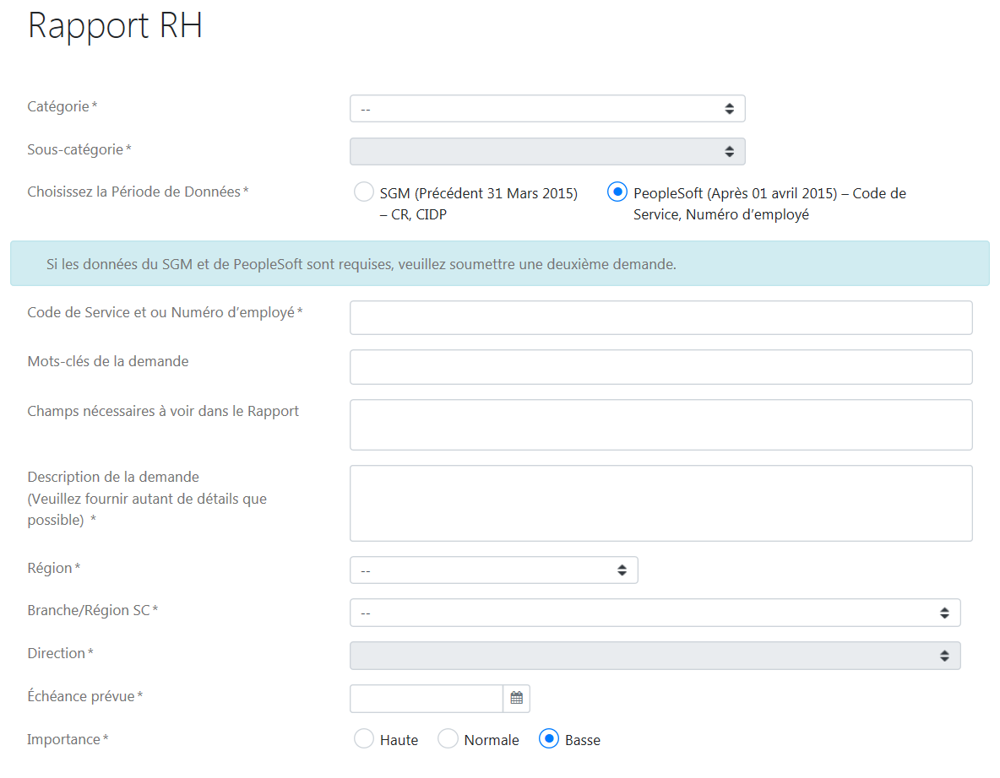 Rapport RH
Catégorie *
--
Sous-catégorie *
Choisissez la Période de Données *
SGM (Précédent 31 Mars 2015)
– CR, CIDP
PeopleSoft (Après 01 avril 2015) – Code de
Service, Numéro d’employé
Si les données du SGM et de PeopleSoft sont requises, veuillez soumettre une deuxième demande.
Code de Service et ou Numéro d’employé *
Mots-clés de la demande
Champs nécessaires à voir dans le Rapport
Description de la demande
(Veuillez fournir autant de détails que
possible) *
Région *
--
Branche/Région SC *
--
Direction *
Échéance prévue *
Importance *
Haute
Normale
Basse